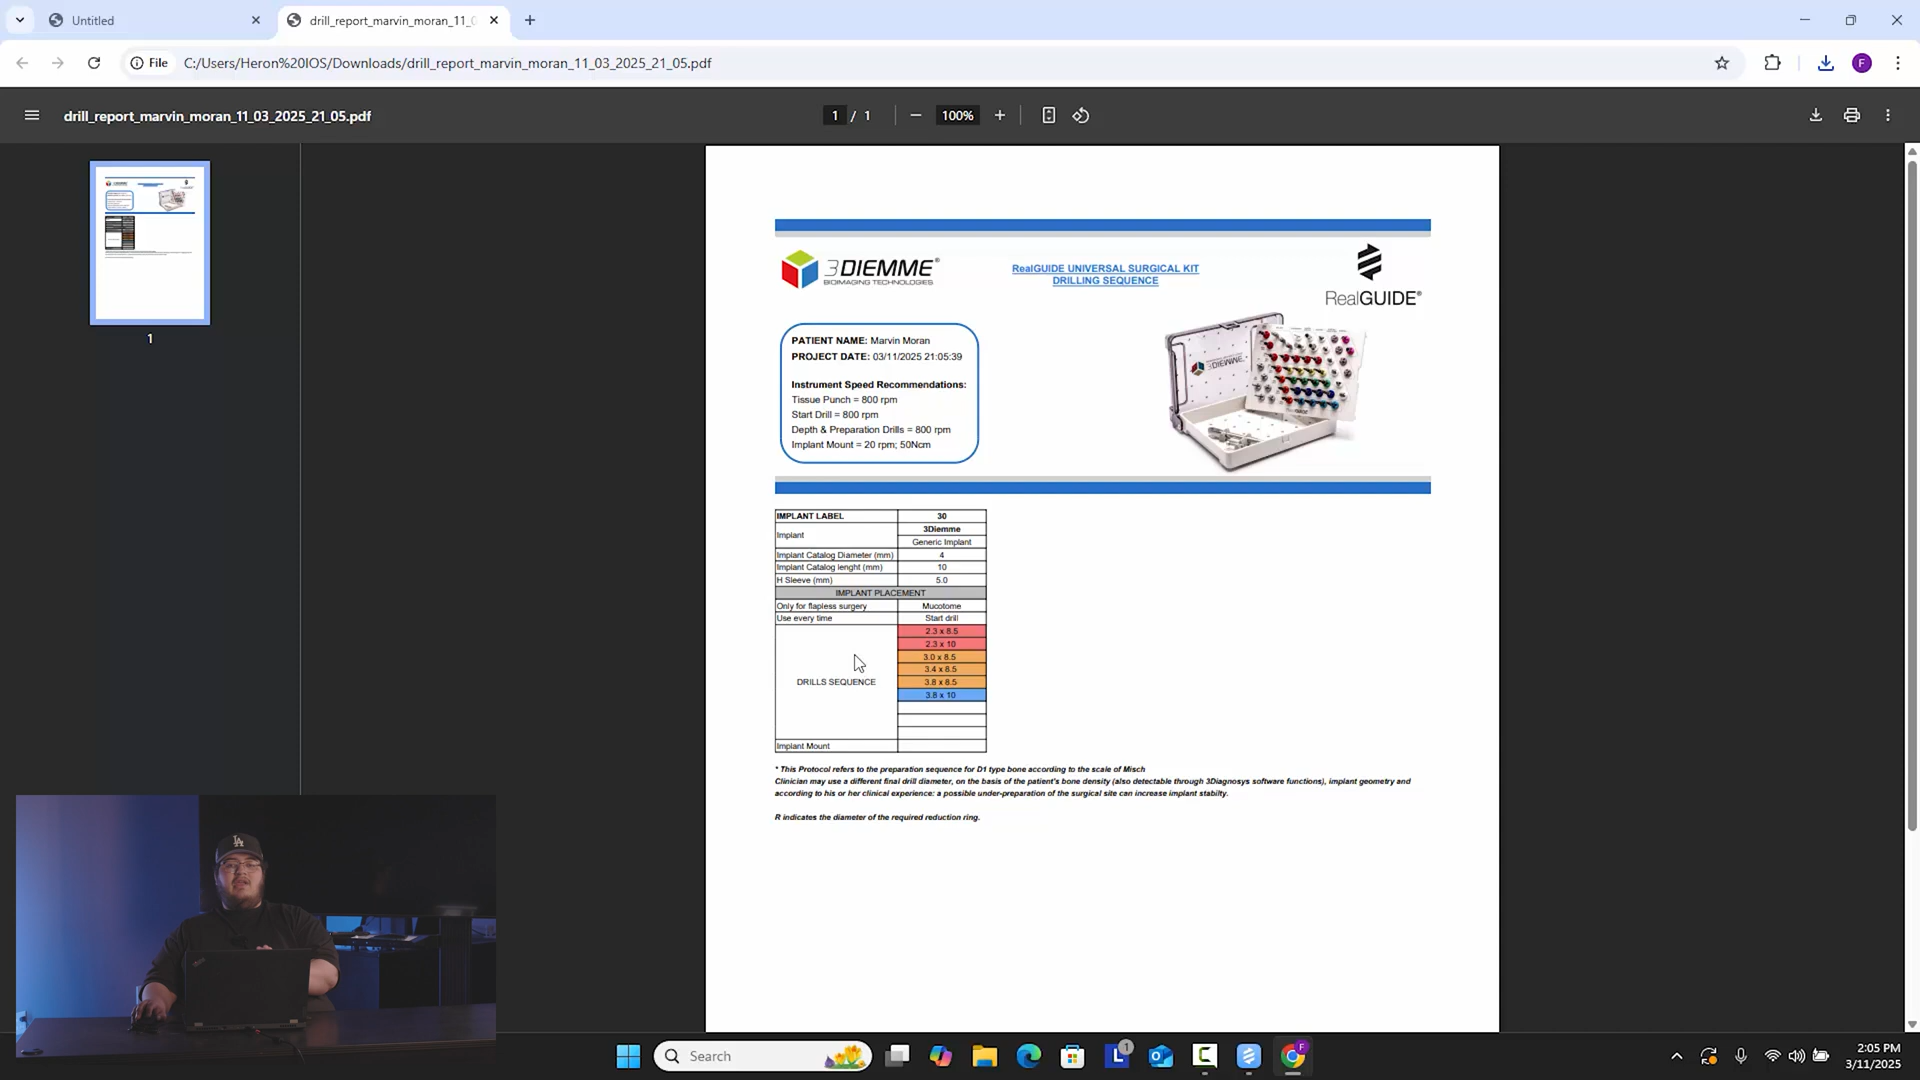 Untitled
drill_report_marvin_moran_11_0
File
C:/Users/Heron%20IOS/Downloads/drill_report_marvin_moran_11_03_2025_21_05.pdf
F
drill_report_marvin_moran_11_03_2025_21_05.pdf
1 / 1
100%
1
3DIEMME®
BIOIMAGING TECHNOLOGIES
RealGUIDE UNIVERSAL SURGICAL KIT
DRILLING SEQUENCE
RealGUIDE®
PATIENT NAME: Marvin Moran
PROJECT DATE: 03/11/2025 21:05:39
Instrument Speed Recommendations:
Tissue Punch = 800 rpm
Start Drill = 800 rpm
Depth & Preparation Drills = 800 rpm
Implant Mount = 20 rpm; 50Ncm
3DIEMME
RealGUIDE
IMPLANT LABEL 30
Implant 3Diemme
Generic Implant
Implant Catalog Diameter (mm) 4
Implant Catalog lenght (mm) 10
H Sleeve (mm) 5.0
IMPLANT PLACEMENT
Only for flapless surgery Mucotome
Use every time Start drill
2.3 x 8.5
2.3 x 10
3.0 x 8.5
3.4 x 8.5
DRILLS SEQUENCE 3.8 x 8.5
3.8 x 10
Implant Mount
* This Protocol refers to the preparation sequence for D1 type bone according to the scale of Misch
Clinician may use a different final drill diameter, on the basis of the patient's bone density (also detectable through 3Diagnosys software functions), implant geometry and
according to his or her clinical experience: a possible under-preparation of the surgical site can increase implant stabilty.
R indicates the diameter of the required reduction ring.
LA
Search
L
1
F
2:05 PM
3/11/2025